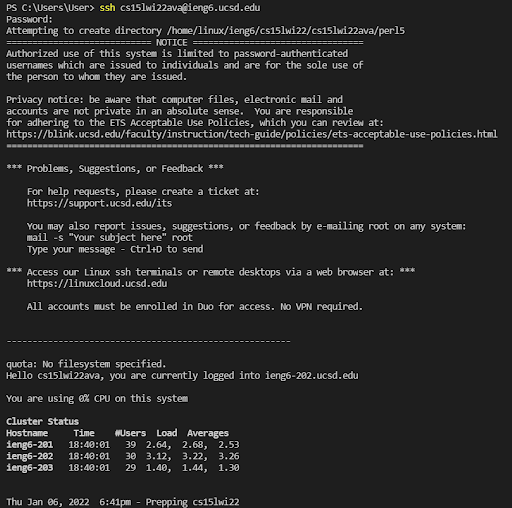 PS C:\Users\User> ssh cs15lwi22ava@ieng6.ucsd.edu
Password:
Attempting to create directory /home/linux/ieng6/cs15lwi22/cs15lwi22ava/perl5
============================ NOTICE =================================
Authorized use of this system is limited to password-authenticated
usernames which are issued to individuals and are for the sole use of
the person to whom they are issued.
Privacy notice: be aware that computer files, electronic mail and
accounts are not private in an absolute sense.  You are responsible
for adhering to the ETS Acceptable Use Policies, which you can review at:
https://blink.ucsd.edu/faculty/instruction/tech-guide/policies/ets-acceptable-use-policies.html
=====================================================================
*** Problems, Suggestions, or Feedback ***
For help requests, please create a ticket at:
https://support.ucsd.edu/its
You may also report issues, suggestions, or feedback by e-mailing root on any system:
mail -s "Your subject here" root
Type your message - Ctrl+D to send
*** Access our Linux ssh terminals or remote desktops via a web browser at: ***
https://linuxcloud.ucsd.edu
All accounts must be enrolled in Duo for access. No VPN required.
-------------------------------------------------------
quota: No filesystem specified.
Hello cs15lwi22ava, you are currently logged into ieng6-202.ucsd.edu
You are using 0% CPU on this system
Cluster Status
Hostname     Time    #Users  Load  Averages
ieng6-201   18:40:01   39  2.64,  2.68,  2.53
ieng6-202   18:40:01   30  3.12,  3.22,  3.26
ieng6-203   18:40:01   29  1.40,  1.44,  1.30
Thu Jan 06, 2022  6:41pm - Prepping cs15lwi22